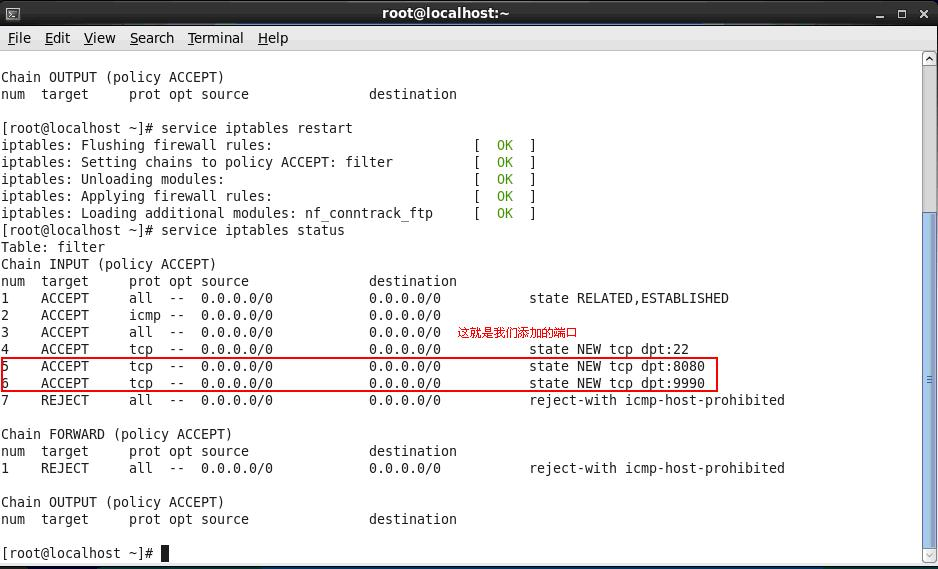 root@localhost:~
File Edit View Search Terminal Help
Chain OUTPUT (policy ACCEPT)
num  target     prot opt source               destination
[root@localhost ~]# service iptables restart
iptables: Flushing firewall rules:                         [  OK  ]
iptables: Setting chains to policy ACCEPT: filter          [  OK  ]
iptables: Unloading modules:                               [  OK  ]
iptables: Applying firewall rules:                         [  OK  ]
iptables: Loading additional modules: nf_conntrack_ftp     [  OK  ]
[root@localhost ~]# service iptables status
Table: filter
Chain INPUT (policy ACCEPT)
num  target     prot opt source               destination
1    ACCEPT     all  --  0.0.0.0/0            0.0.0.0/0           state RELATED,ESTABLISHED
2    ACCEPT     icmp --  0.0.0.0/0            0.0.0.0/0
3    ACCEPT     all  --  0.0.0.0/0            0.0.0.0/0  这就是我们添加的端口
4    ACCEPT     tcp  --  0.0.0.0/0            0.0.0.0/0           state NEW tcp dpt:22
5    ACCEPT     tcp  --  0.0.0.0/0            0.0.0.0/0           state NEW tcp dpt:8080
6    ACCEPT     tcp  --  0.0.0.0/0            0.0.0.0/0           state NEW tcp dpt:9990
7    REJECT     all  --  0.0.0.0/0            0.0.0.0/0           reject-with icmp-host-prohibited
Chain FORWARD (policy ACCEPT)
num  target     prot opt source               destination
1    REJECT     all  --  0.0.0.0/0            0.0.0.0/0           reject-with icmp-host-prohibited
Chain OUTPUT (policy ACCEPT)
num  target     prot opt source               destination
[root@localhost ~]#